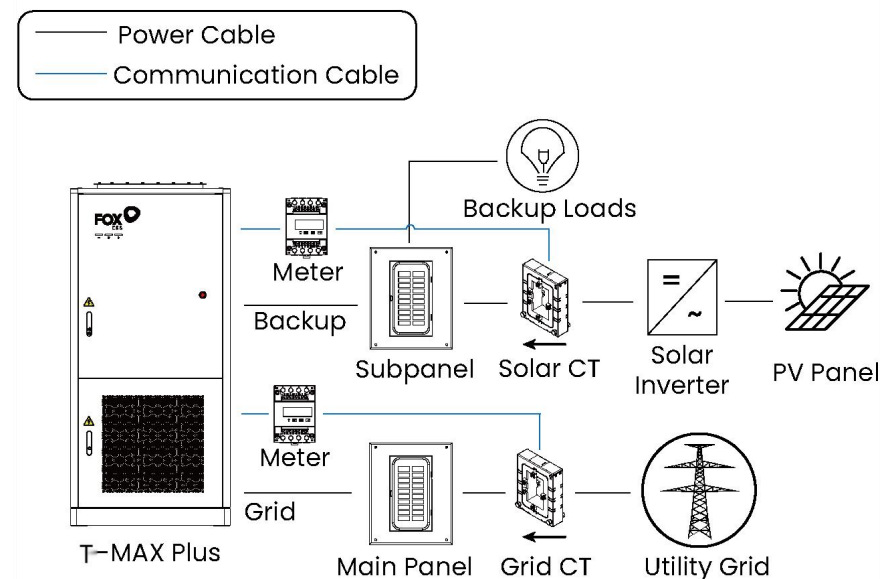 Power Cable
Communication Cable
Backup Loads
FOX
ESS
Meter
Backup
Subpanel
Solar CT
Solar
Inverter
PV Panel
Meter
Grid
T-MAX Plus
Main Panel
Grid CT
Utility Grid